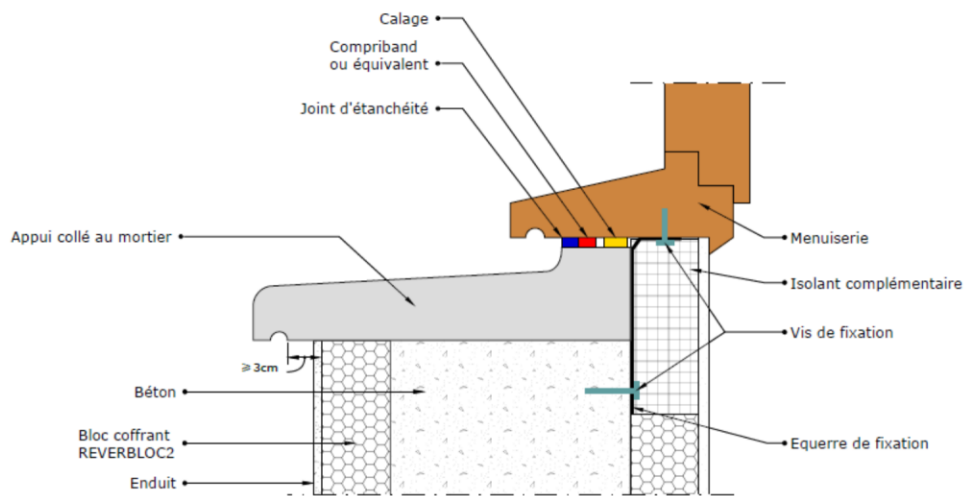 Calage
Compriband
ou équivalent
Joint d'étanchéité
Appui collé au mortier
Menuiserie
Isolant complémentaire
Vis de fixation
≥3cm
Béton
Bloc coffrant
REVERBLOC2
Equerre de fixation
Enduit